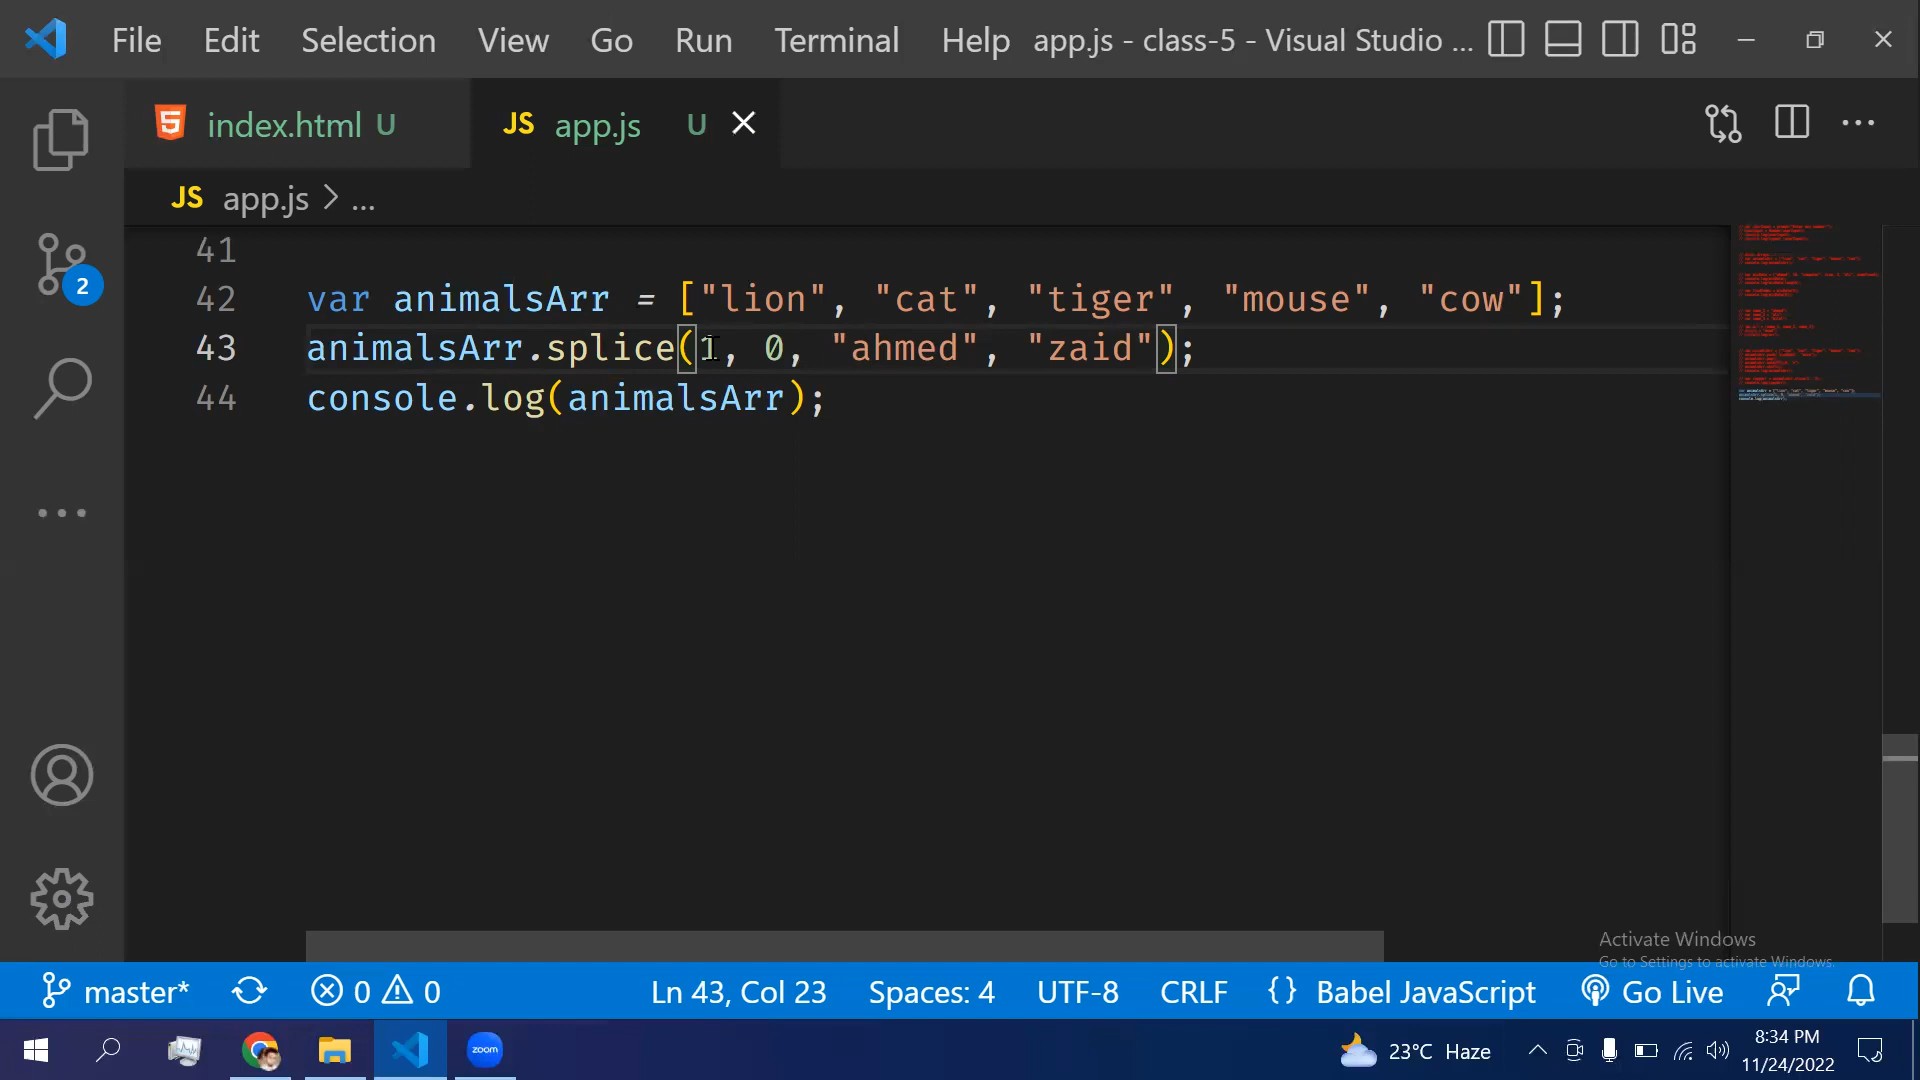 File Edit Selection View Go Run Terminal Help app.js - class-5 - Visual Studio ...
index.html U JS app.js U
JS app.js > ...
2
41
42 var animalsArr = ["lion", "cat", "tiger", "mouse", "cow"];
43 animalsArr.splice(1, 0, "ahmed", "zaid");
44 console.log(animalsArr);
Activate Windows
Go to Settings to activate Windows.
master* 0 0 Ln 43, Col 23 Spaces: 4 UTF-8 CRLF {} Babel JavaScript Go Live
zoom 23°C Haze 8:34 PM
11/24/2022